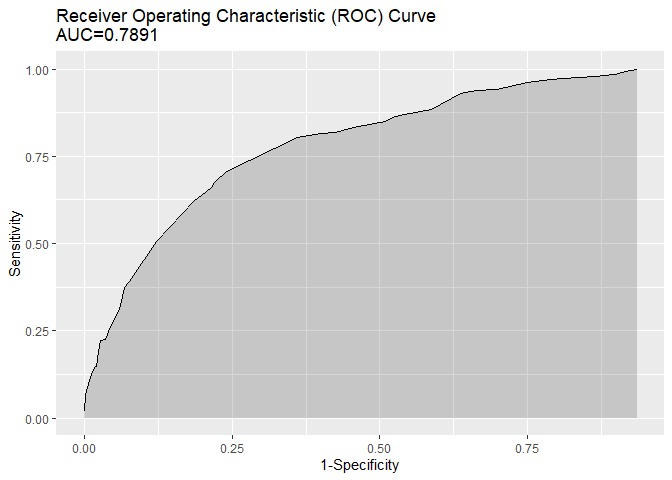 Receiver Operating Characteristic (ROC) Curve
AUC=0.7891
1.00
0.75
0.50
0.25
0.00
Sensitivity
0.00 0.25 0.50 0.75
1-Specificity